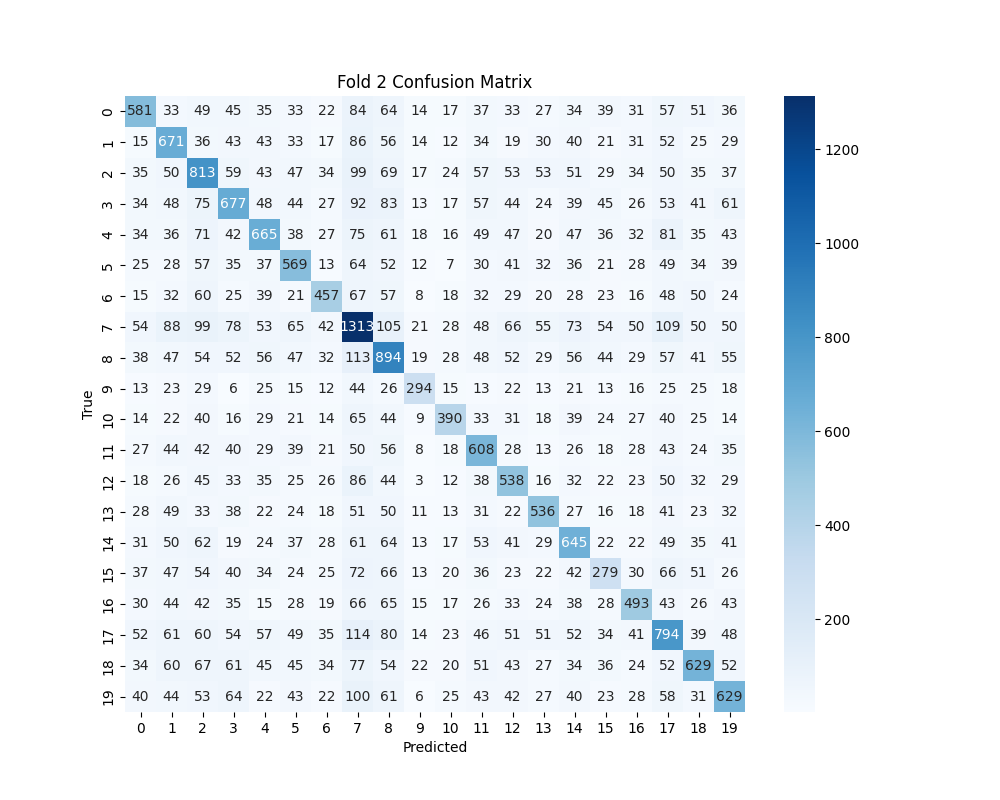 Fold 2 Confusion Matrix
0 581 33 49 45 35 33 22 84 64 14 17 37 33 27 34 39 31 57 51 36
1 15 671 36 43 43 33 17 86 56 14 12 34 19 30 40 21 31 52 25 29
2 35 50 813 59 43 47 34 99 69 17 24 57 53 53 51 29 34 50 35 37
3 34 48 75 677 48 44 27 92 83 13 17 57 44 24 39 45 26 53 41 61
4 34 36 71 42 665 38 27 75 61 18 16 49 47 20 47 36 32 81 35 43
5 25 28 57 35 37 569 13 64 52 12 7 30 41 32 36 21 28 49 34 39
6 15 32 60 25 39 21 457 67 57 8 18 32 29 20 28 23 16 48 50 24
7 54 88 99 78 53 65 42 1313 105 21 28 48 66 55 73 54 50 109 50 50
8 38 47 54 52 56 47 32 113 894 19 28 48 52 29 56 44 29 57 41 55
9 13 23 29 6 25 15 12 44 26 294 15 13 22 13 21 13 16 25 25 18
10 14 22 40 16 29 21 14 65 44 9 390 33 31 18 39 24 27 40 25 14
11 27 44 42 40 29 39 21 50 56 8 18 608 28 13 26 18 28 43 24 35
12 18 26 45 33 35 25 26 86 44 3 12 38 538 16 32 22 23 50 32 29
13 28 49 33 38 22 24 18 51 50 11 13 31 22 536 27 16 18 41 23 32
14 31 50 62 19 24 37 28 61 64 13 17 53 41 29 645 22 22 49 35 41
15 37 47 54 40 34 24 25 72 66 13 20 36 23 22 42 279 30 66 51 26
16 30 44 42 35 15 28 19 66 65 15 17 26 33 24 38 28 493 43 26 43
17 52 61 60 54 57 49 35 114 80 14 23 46 51 51 52 34 41 794 39 48
18 34 60 67 61 45 45 34 77 54 22 20 51 43 27 34 36 24 52 629 52
19 40 44 53 64 22 43 22 100 61 6 25 43 42 27 40 23 28 58 31 629
0 1 2 3 4 5 6 7 8 9 10 11 12 13 14 15 16 17 18 19
Predicted
True
1200
1000
800
600
400
200